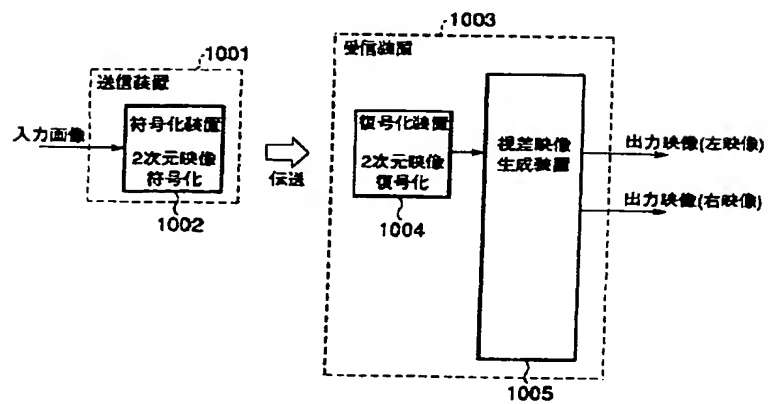 1001
送信装置
入力画像
符号化装置
2次元映像
符号化
1002
伝送
1003
受信装置
復号化装置
2次元映像
復号化
1004
視差映像
生成装置
1005
出力映像(左映像)
出力映像(右映像)